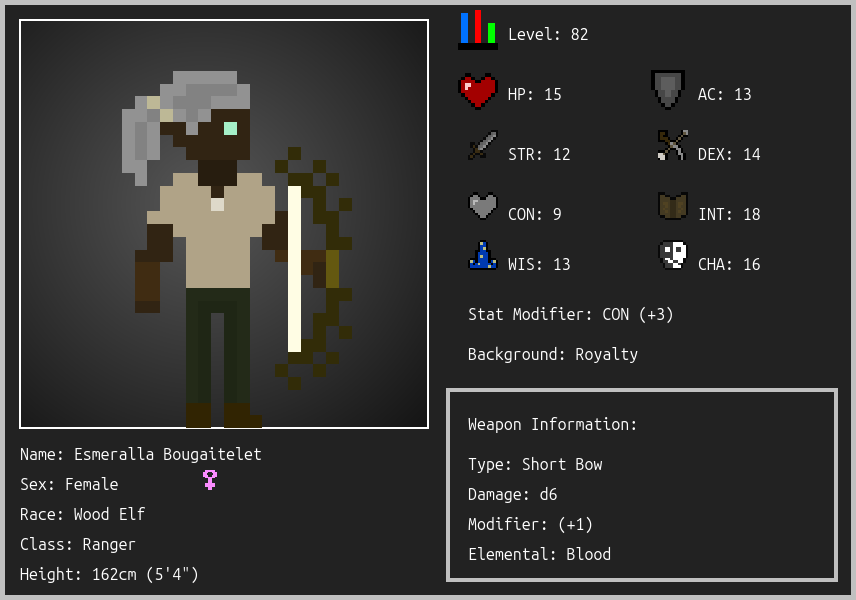 Level: 82
HP: 15
AC: 13
STR: 12
DEX: 14
CON: 9
INT: 18
WIS: 13
CHA: 16
Stat Modifier: CON (+3)
Background: Royalty
Weapon Information:
Type: Short Bow
Damage: d6
Modifier: (+1)
Elemental: Blood
Name: Esmeralla Bougaitelet
Sex: Female
Race: Wood Elf
Class: Ranger
Height: 162cm (5'4")